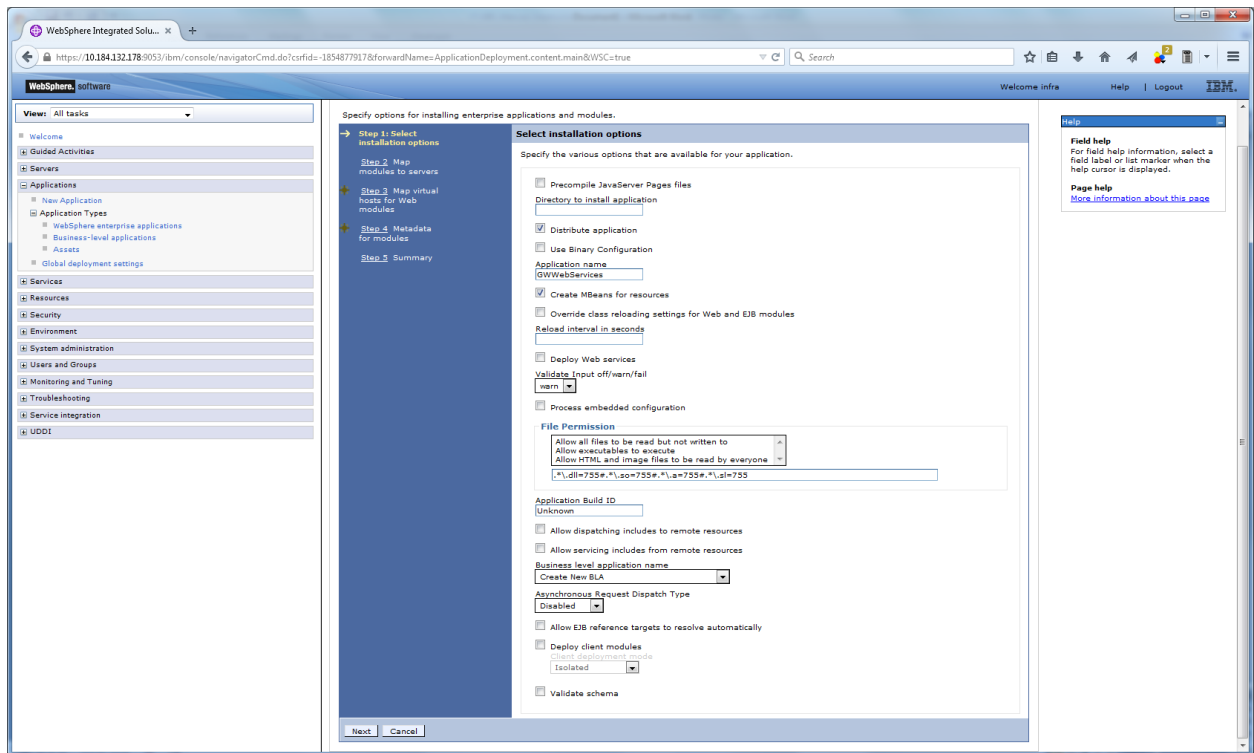 WebSphere Integrated Solu... × +
https://10.184.132.178:9053/ibm/console/navigatorCmd.do?csrfid=-1854877917&forwardName=ApplicationDeployment.content.main&WSC=true
Search
2
WebSphere. software
Welcome infra
Help | Logout
IBM.
View: All tasks
Welcome
Guided Activities
Servers
Applications
New Application
Application Types
WebSphere enterprise applications
Business-level applications
Assets
Global deployment settings
Services
Resources
Security
Environment
System administration
Users and Groups
Monitoring and Tuning
Troubleshooting
Service integration
UDDI
Specify options for installing enterprise applications and modules.
Step 1: Select
installation options
Step 2 Map
modules to servers
Step 3 Map virtual
hosts for Web
modules
Step 4 Metadata
for modules
Step 5 Summary
Select installation options
Specify the various options that are available for your application.
Precompile JavaServer Pages files
Directory to install application
Distribute application
Use Binary Configuration
Application name
GWWebServices
Create MBeans for resources
Override class reloading settings for Web and EJB modules
Reload interval in seconds
Deploy Web services
Validate Input off/warn/fail
warn
Process embedded configuration
File Permission
Allow all files to be read but not written to
Allow executables to execute
Allow HTML and image files to be read by everyone
.*\.dll=755#.*\.so=755#.*\.a=755#.*\.sl=755
Application Build ID
Unknown
Allow dispatching includes to remote resources
Allow servicing includes from remote resources
Business level application name
Create New BLA
Asynchronous Request Dispatch Type
Disabled
Allow EJB reference targets to resolve automatically
Deploy client modules
Client deployment mode
Isolated
Validate schema
Next Cancel
Help
Field help
For field help information, select a
field label or list marker when the
help cursor is displayed.
Page help
More information about this page